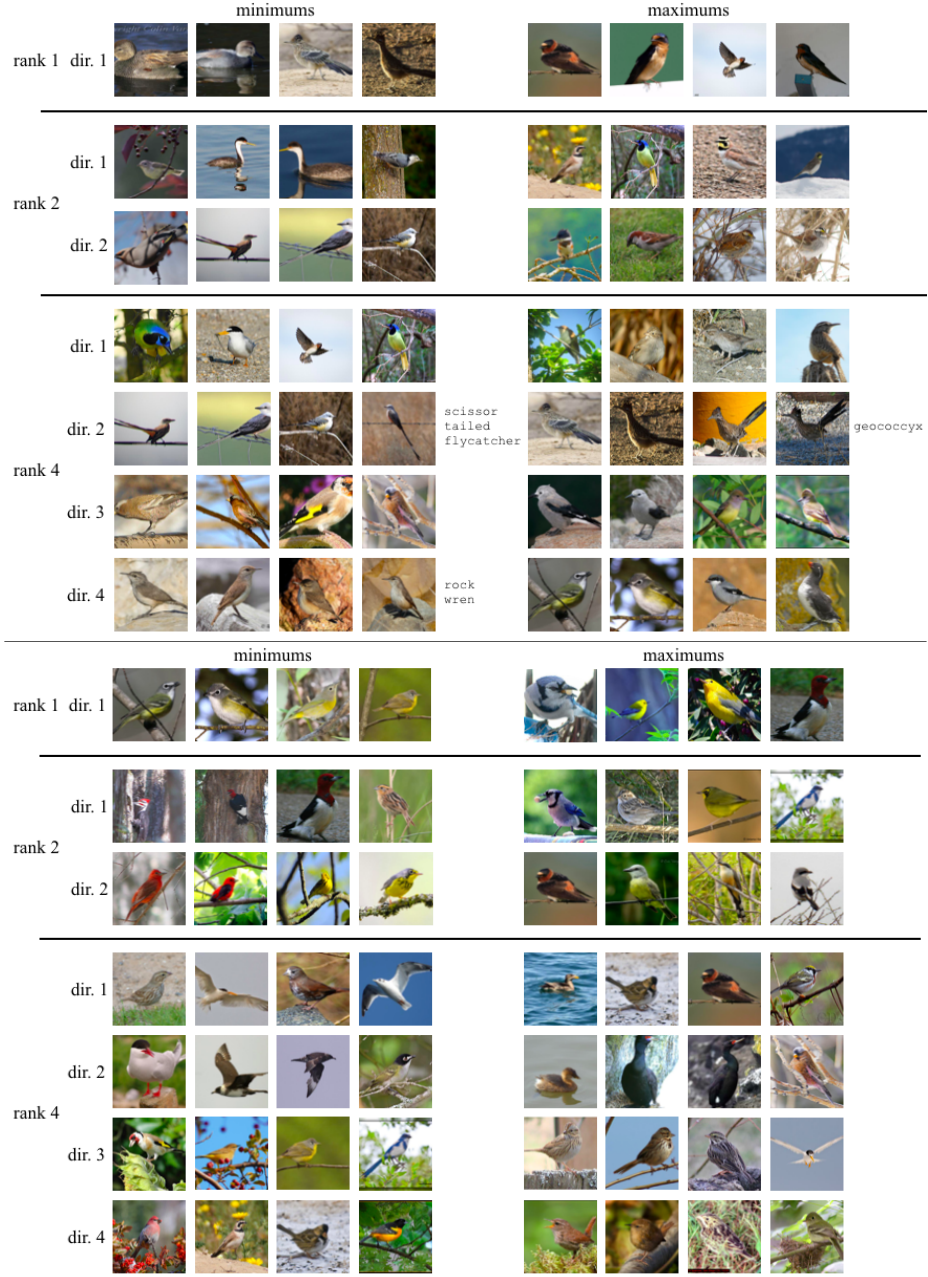 minimums maximums
rank 1 dir. 1
dir. 1
rank 2
dir. 2
dir. 1
dir. 2 scissor tailed flycatcher geococcyx
rank 4
dir. 3
dir. 4 rock wren
minimums maximums
rank 1 dir. 1
dir. 1
rank 2
dir. 2
dir. 1
dir. 2
rank 4
dir. 3
dir. 4